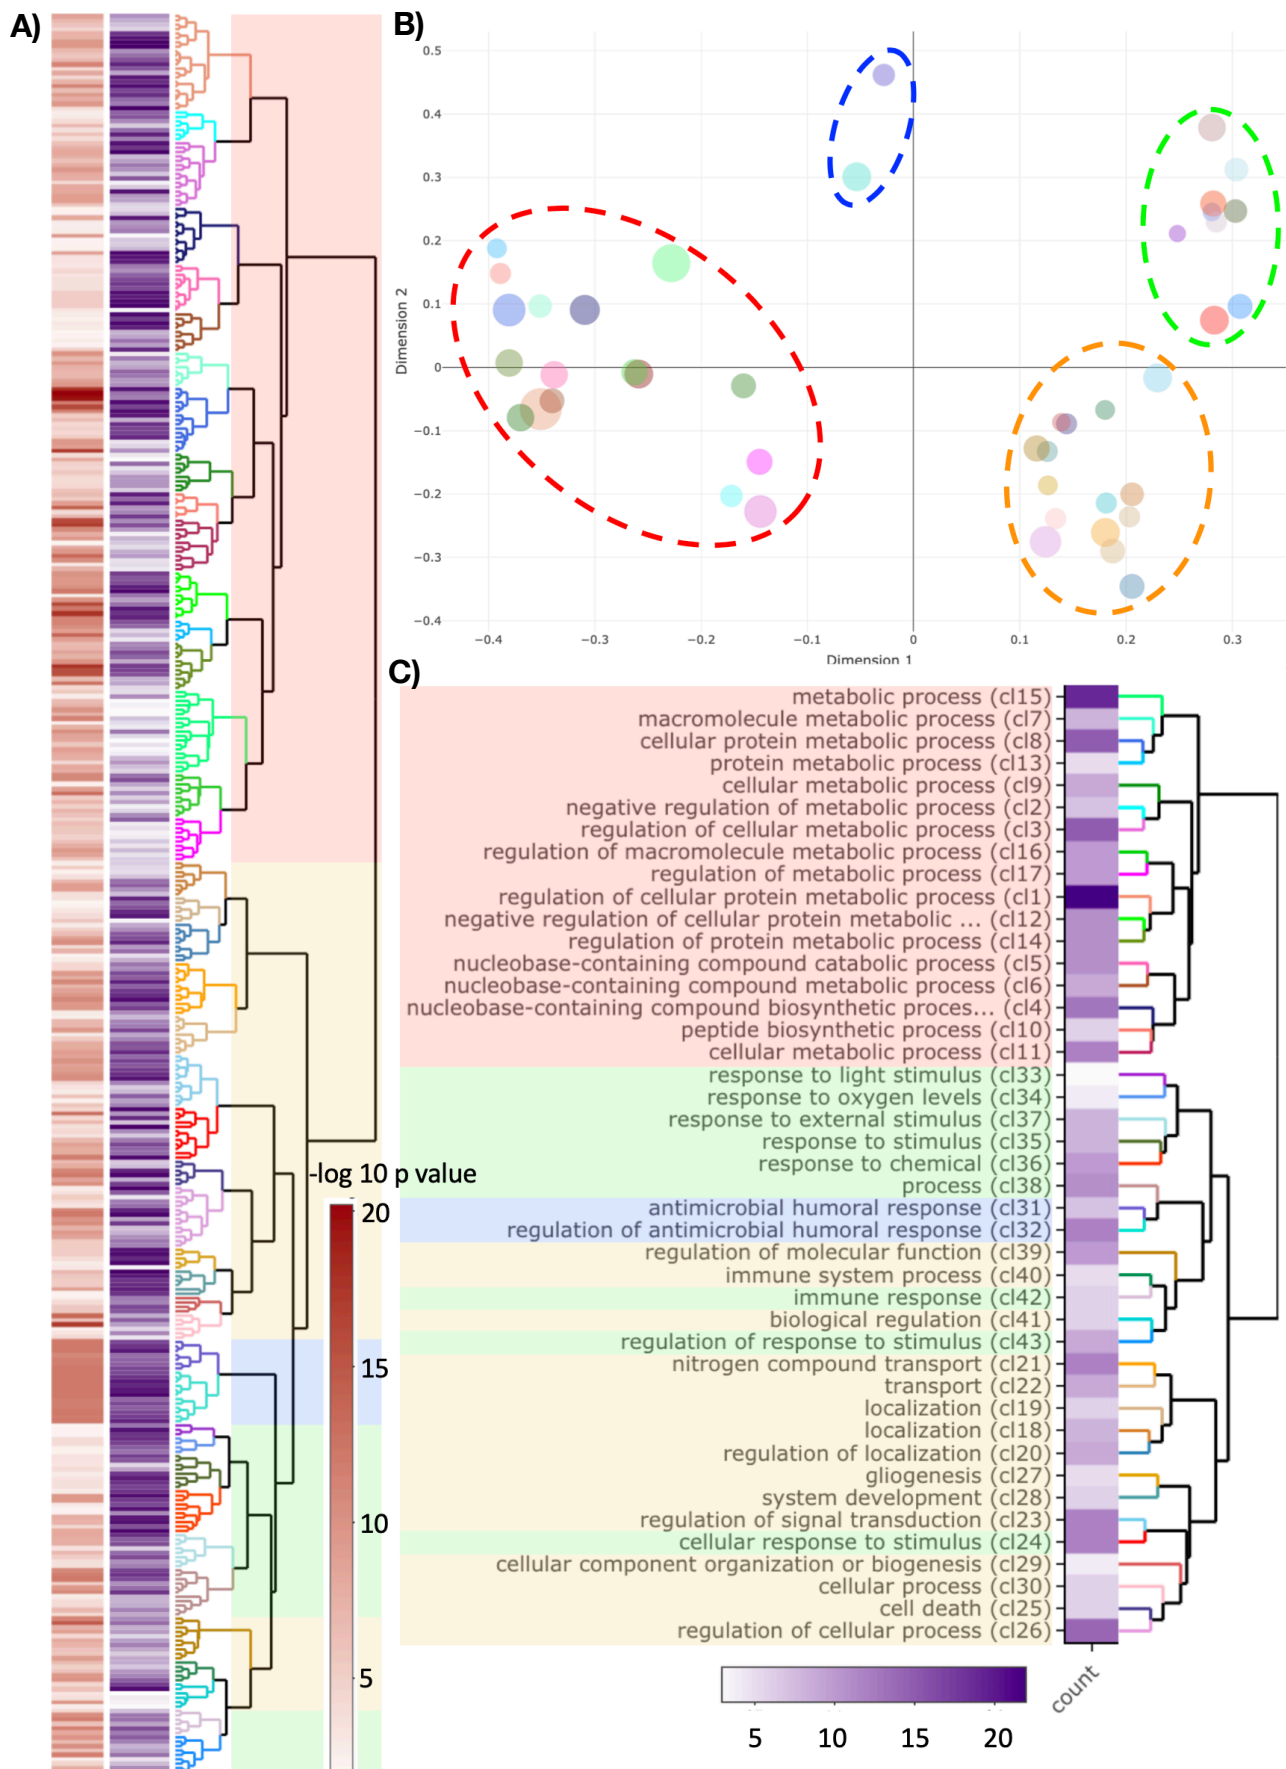 A)
B)
0.5
0.4
0.3
0.2
0.1
0
−0.1
−0.2
−0.3
−0.4
Dimension 2
−0.4
−0.3
−0.2
−0.1
0
0.1
0.2
0.3
Dimension 1
-log 10 p value
20
15
10
5
C)
metabolic process (cl15)
macromolecule metabolic process (cl7)
cellular protein metabolic process (cl8)
protein metabolic process (cl13)
cellular metabolic process (cl9)
negative regulation of metabolic process (cl2)
regulation of cellular metabolic process (cl3)
regulation of macromolecule metabolic process (cl16)
regulation of metabolic process (cl17)
regulation of cellular protein metabolic process (cl1)
negative regulation of cellular protein metabolic ... (cl12)
regulation of protein metabolic process (cl14)
nucleobase-containing compound catabolic process (cl5)
nucleobase-containing compound metabolic process (cl6)
nucleobase-containing compound biosynthetic proces... (cl4)
peptide biosynthetic process (cl10)
cellular metabolic process (cl11)
response to light stimulus (cl33)
response to oxygen levels (cl34)
response to external stimulus (cl37)
response to stimulus (cl35)
response to chemical (cl36)
process (cl38)
antimicrobial humoral response (cl31)
regulation of antimicrobial humoral response (cl32)
regulation of molecular function (cl39)
immune system process (cl40)
immune response (cl42)
biological regulation (cl41)
regulation of response to stimulus (cl43)
nitrogen compound transport (cl21)
transport (cl22)
localization (cl19)
localization (cl18)
regulation of localization (cl20)
gliogenesis (cl27)
system development (cl28)
regulation of signal transduction (cl23)
cellular response to stimulus (cl24)
cellular component organization or biogenesis (cl29)
cellular process (cl30)
cell death (cl25)
regulation of cellular process (cl26)
count
5
10
15
20